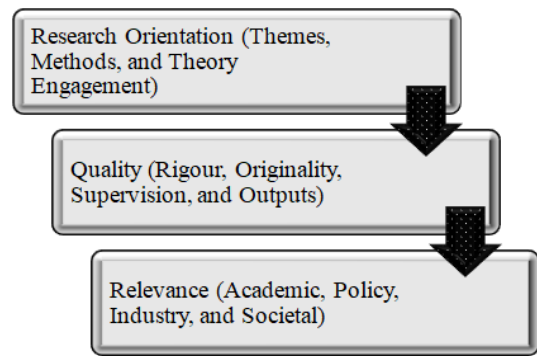 Research Orientation (Themes,
Methods, and Theory
Engagement)
Quality (Rigour, Originality,
Supervision, and Outputs)
Relevance (Academic, Policy,
Industry, and Societal)